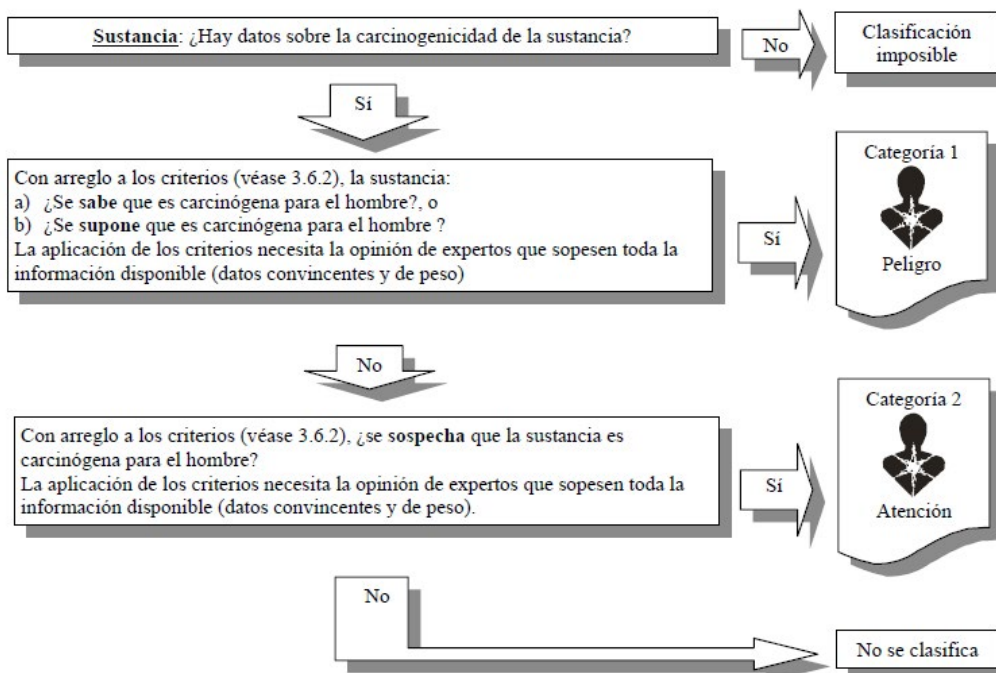 Sustancia: ¿Hay datos sobre la carcinogenicidad de la sustancia?
No
Clasificación
imposible
Sí
Con arreglo a los criterios (véase 3.6.2), la sustancia:
a) ¿Se sabe que es carcinógena para el hombre?, o
b) ¿Se supone que es carcinógena para el hombre ?
La aplicación de los criterios necesita la opinión de expertos que sopesen toda la
información disponible (datos convincentes y de peso)
Sí
Categoría 1
Peligro
No
Con arreglo a los criterios (véase 3.6.2), ¿se sospecha que la sustancia es
carcinógena para el hombre?
La aplicación de los criterios necesita la opinión de expertos que sopesen toda la
información disponible (datos convincentes y de peso).
Sí
Categoría 2
Atención
No
No se clasifica